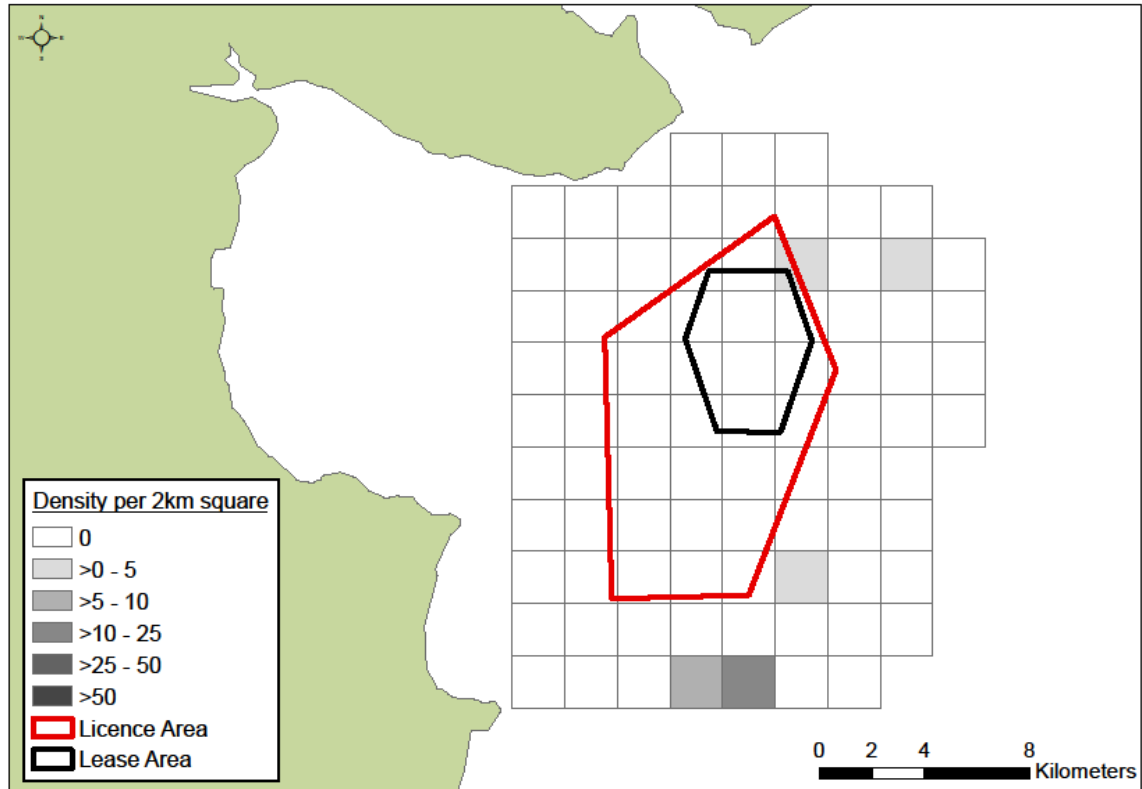 N
W E
S
Density per 2km square
0
>0 - 5
>5 - 10
>10 - 25
>25 - 50
>50
Licence Area
Lease Area
0 2 4 8
Kilometers